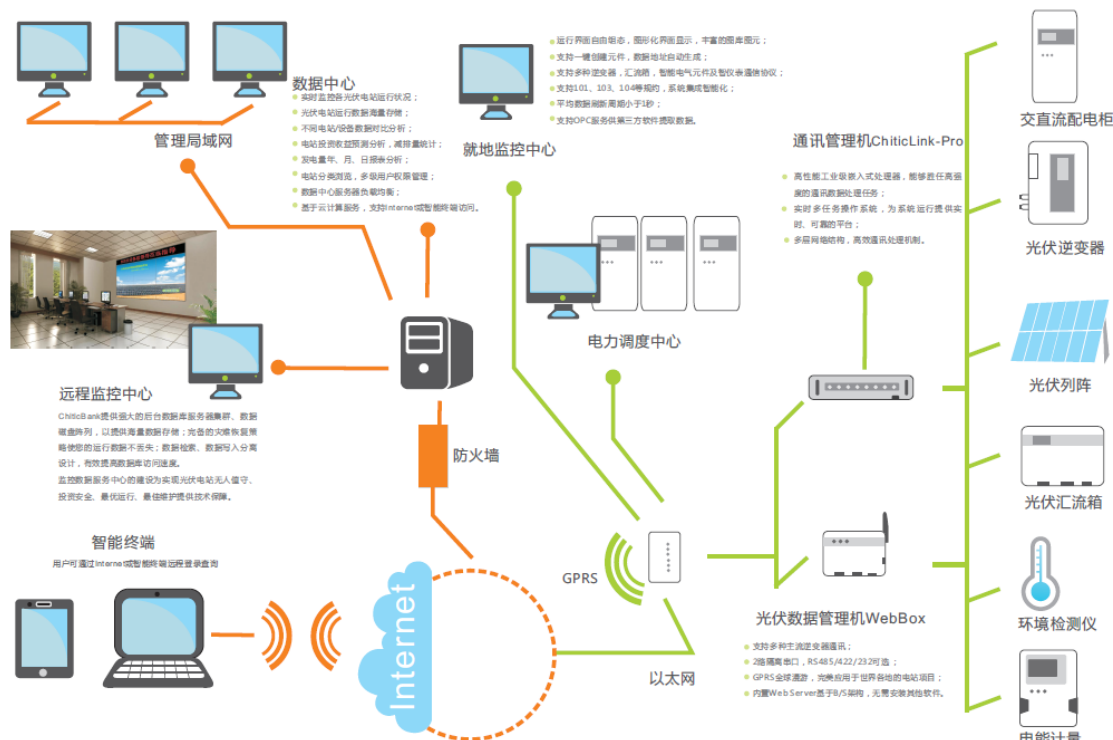 管理局域网
数据中心
实时监控各光伏电站运行状况；
光伏电站运行数据海量存储；
不同电站/设备数据对比分析；
电站投资收益预测分析，减排量统计；
发电量年、月、日报表分析；
电站分类浏览，多级用户权限管理；
数据中心服务器负载均衡；
基于云计算服务，支持Internet或智能终端访问。
就地监控中心
运行界面自由组态，图形化界面显示，丰富的图库图元；
支持一键创建元件，数据地址自动生成；
支持多种逆变器，汇流箱，智能电气元件及智仪表通信协议；
支持101、103、104等规约，系统集成智能化；
平均数据刷新周期小于1秒；
支持OPC服务供第三方软件提取数据。
通讯管理机ChiticLink-Pro
高性能工业级嵌入式处理器，能够胜任高强
度的通讯数据处理任务；
实时多任务操作系统，为系统运行提供实
时、可靠的平台；
多层网络结构，高效通讯处理机制。
交直流配电柜
光伏逆变器
光伏列阵
光伏汇流箱
环境检测仪
电能计量
电力调度中心
远程监控中心
ChiticBank提供强大的后台数据库服务器集群、数据
磁盘阵列，以提供海量数据存储；完备的灾难恢复策
略使您的运行数据不丢失；数据检索、数据写入分离
设计，有效提高数据库访问速度。
监控数据服务中心的建设为实现光伏电站无人值守、
投资安全、最优运行、最佳维护提供技术保障。
防火墙
智能终端
用户可通过Internet或智能终端远程登录查询
Internet
GPRS
以太网
光伏数据管理机WebBox
支持多种主流逆变器通讯；
2路隔离串口，RS485/422/232可选；
GPRS全球漫游，完美应用于世界各地的电站项目；
内置Web Server基于B/S架构，无需安装其他软件。